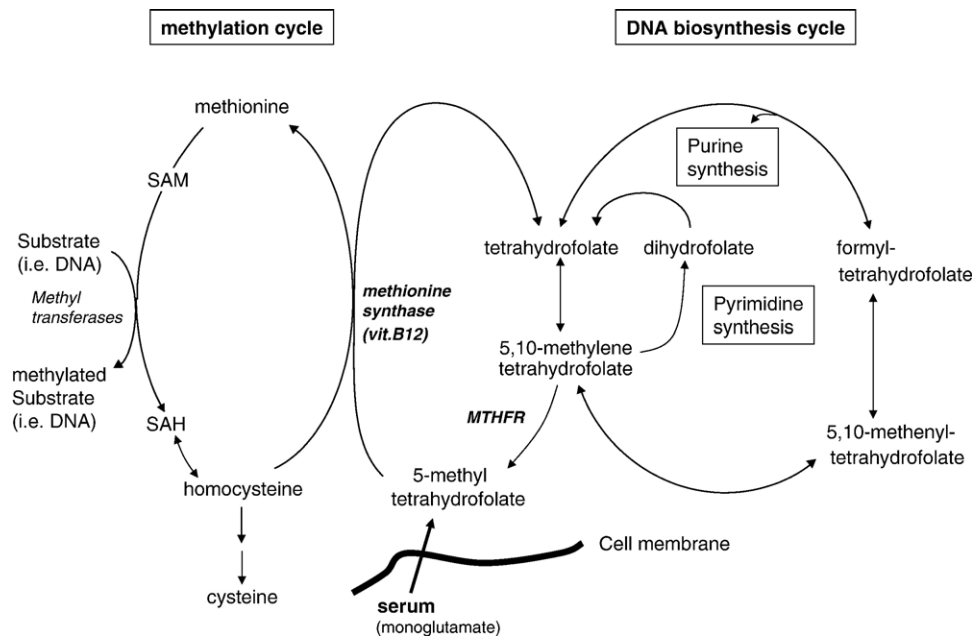 methylation cycle
DNA biosynthesis cycle
methionine
SAM
Substrate
(i.e. DNA)
Methyl
transferases
methylated
Substrate
(i.e. DNA)
SAH
homocysteine
cysteine
methionine
synthase
(vit.B12)
Purine
synthesis
tetrahydrofolate
dihydrofolate
formyl-
tetrahydrofolate
Pyrimidine
synthesis
5,10-methylene
tetrahydrofolate
MTHFR
5,10-methenyl-
tetrahydrofolate
5-methyl
tetrahydrofolate
Cell membrane
serum
(monoglutamate)